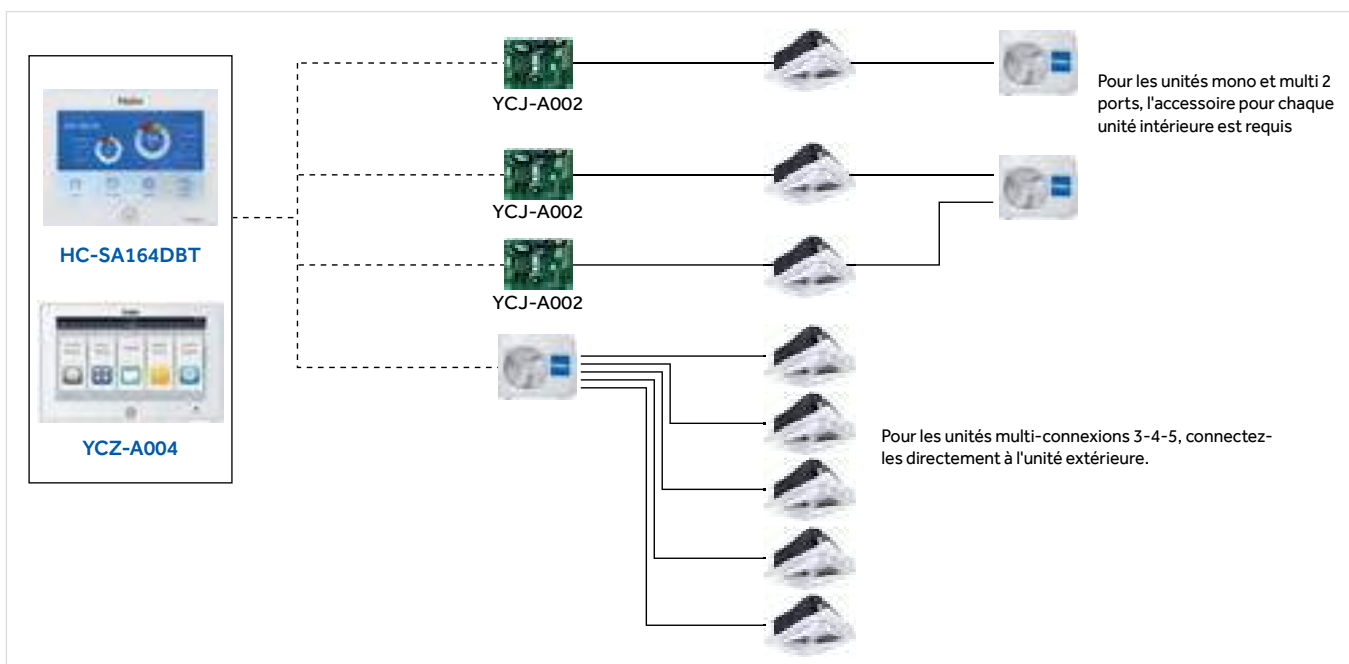 YCJ-A002
Pour les unités mono et multi 2
ports, l'accessoire pour chaque
unité intérieure est requis
YCJ-A002
HC-SA164DBT
YCJ-A002
YCZ-A004
Pour les unités multi-connexions 3-4-5, connectez-
les directement à l'unité extérieure.